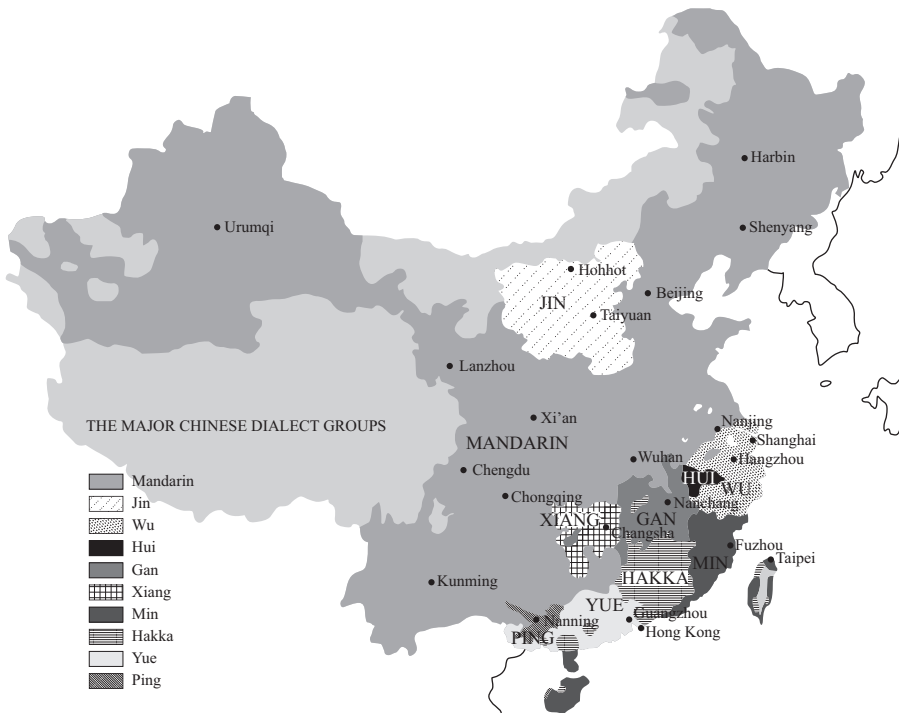 Harbin
Urumqi
Shenyang
Hohhot
Beijing
JIN
Taiyuan
Lanzhou
Xi’an
THE MAJOR CHINESE DIALECT GROUPS
MANDARIN
Nanjing
Shanghai
Wuhan
Hangzhou
Chengdu
HUI
WU
Chongqing
Nanchang
XIANG
GAN
Changsha
Fuzhou
Taipei
MIN
Kunming
HAKKA
YUE
Guangzhou
Nanning
Hong Kong
PING
Mandarin
Jin
Wu
Hui
Gan
Xiang
Min
Hakka
Yue
Ping